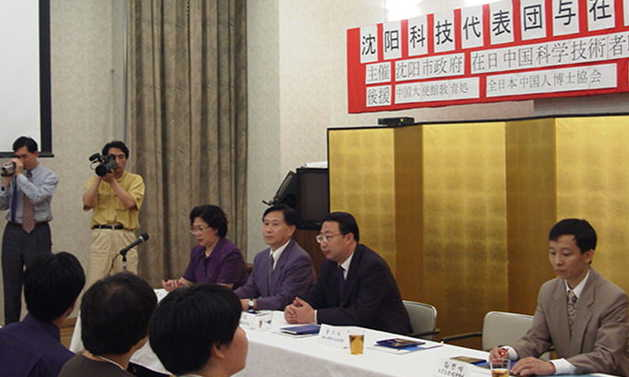 沈阳科技代表团与在
主催 沈阳市政府 在日中国科学技術者
後援 中国大使館教育処 全日本中国人博士協会